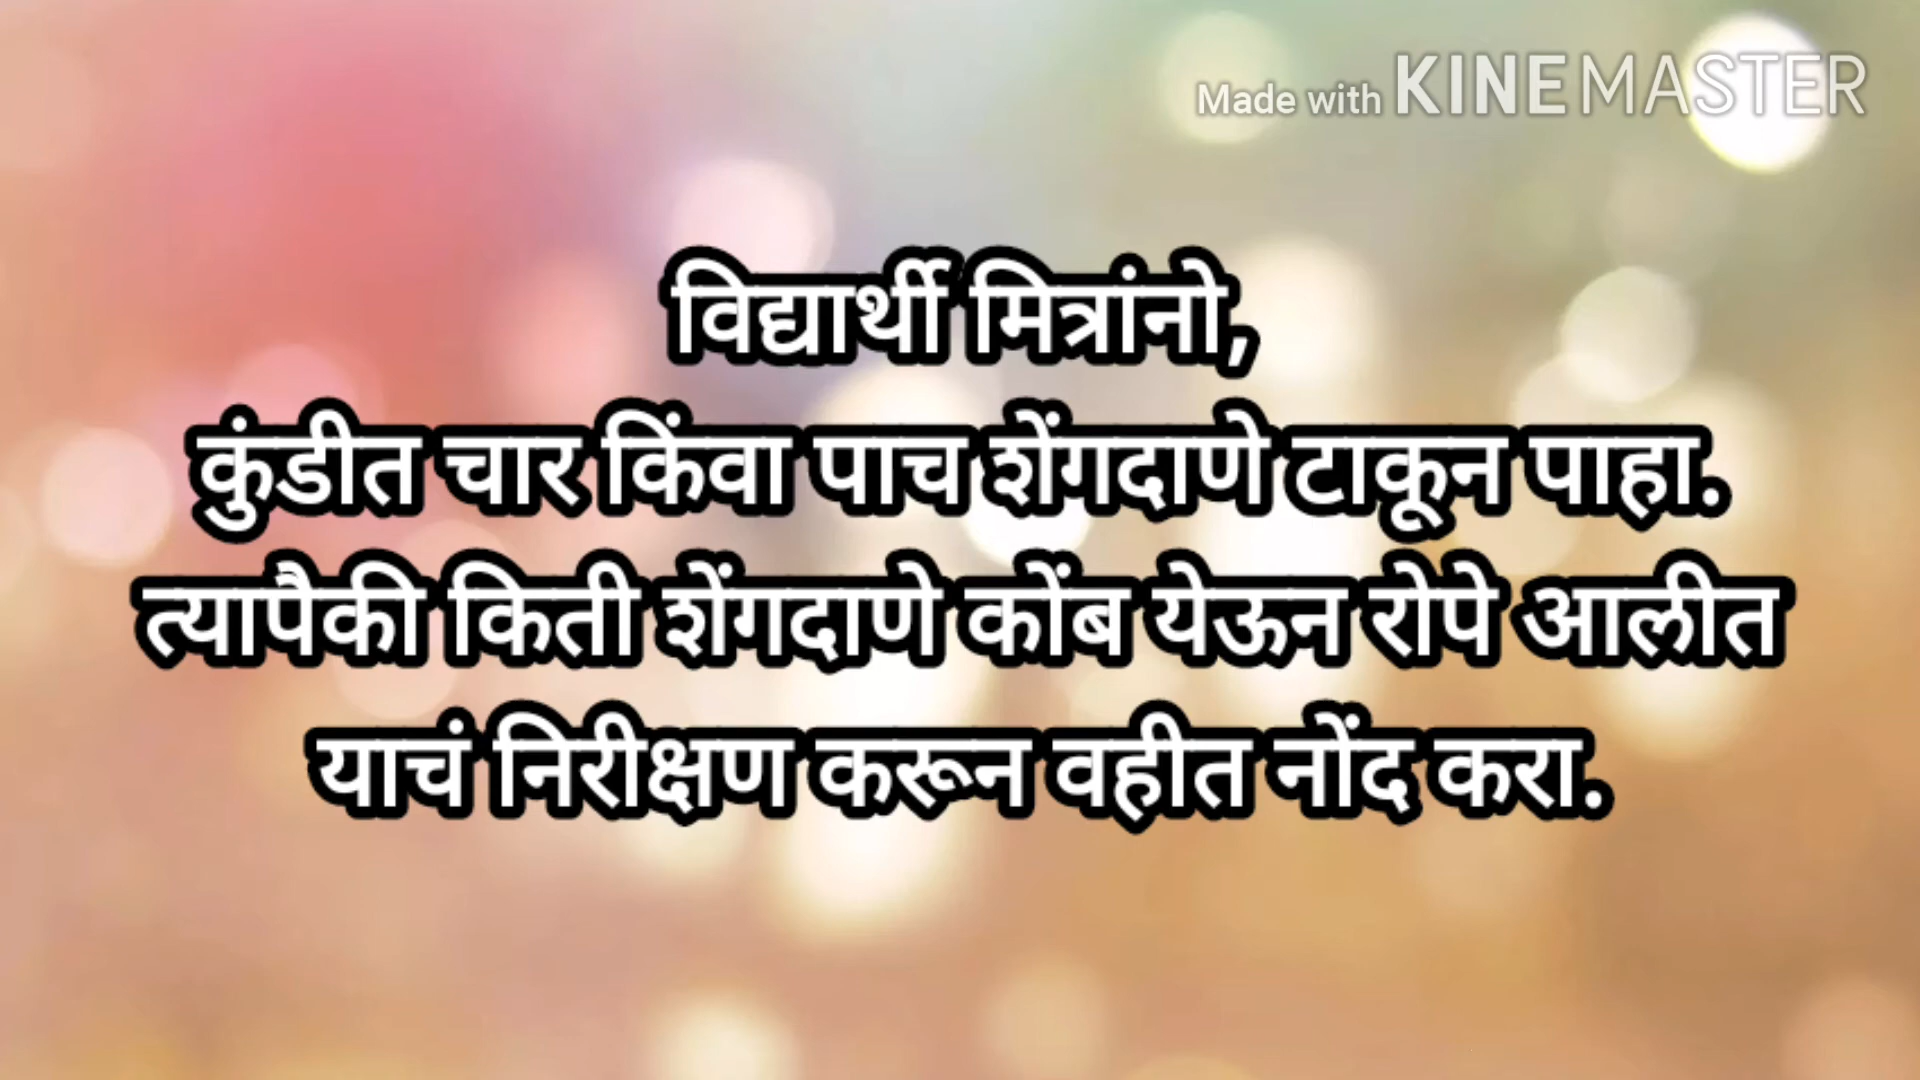 Made with KINEMASTER
विद्यार्थी मित्रांनो,
कुंडीत चार किंवा पाच शेंगदाणे टाकून पाहा.
त्यापैकी किती शेंगदाणे कोंब येऊन रोपे आलीत
याचं निरीक्षण करून वहीत नोंद करा.